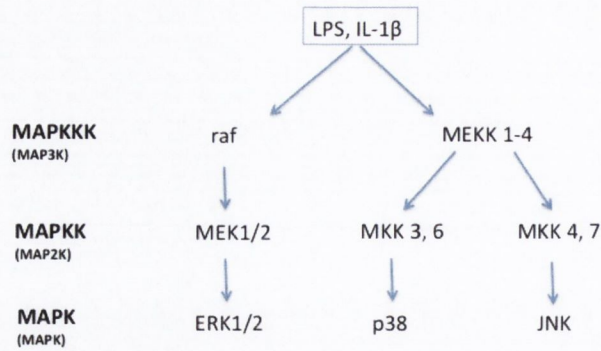 LPS, IL-1β
MAPKKK raf MEKK 1-4
(MAP3K)
MAPKK MEK1/2 MKK 3, 6 MKK 4, 7
(MAP2K)
MAPK ERK1/2 p38 JNK
(MAPK)